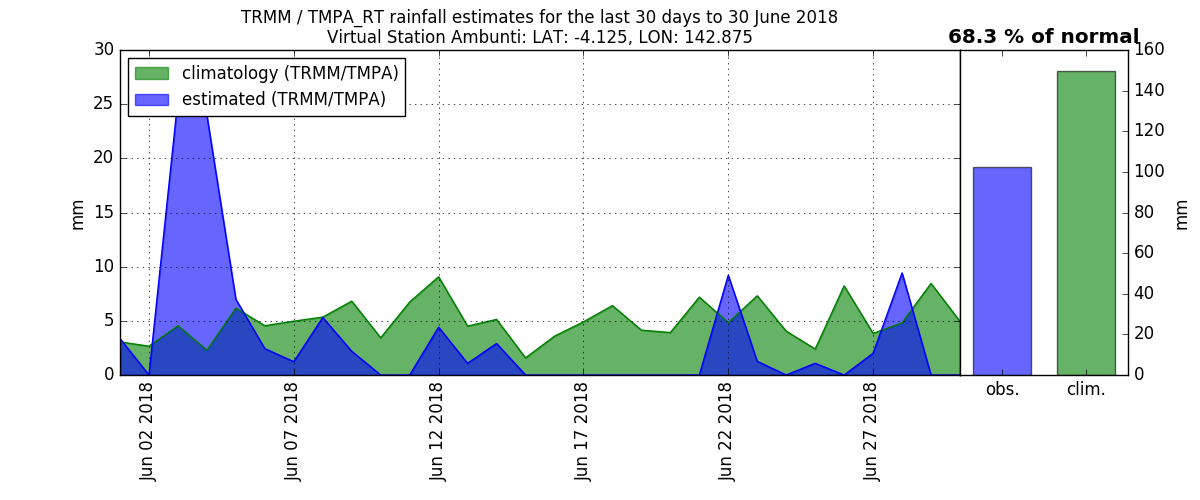 TRMM / TMPA_RT rainfall estimates for the last 30 days to 30 June 2018
Virtual Station Ambunti: LAT: -4.125, LON: 142.875
68.3 % of normal
climatology (TRMM/TMPA)
estimated (TRMM/TMPA)
30
25
20
15
10
5
0
mm
Jun 02 2018
Jun 07 2018
Jun 12 2018
Jun 17 2018
Jun 22 2018
Jun 27 2018
obs.
clim.
160
140
120
100
80
60
40
20
0
mm